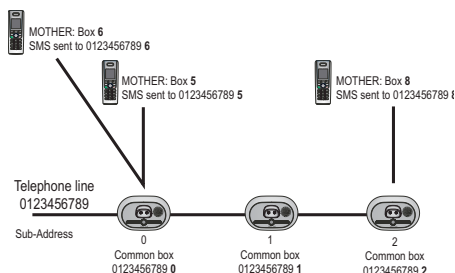 MOTHER: Box 6
SMS sent to 0123456789 6
MOTHER: Box 5
SMS sent to 0123456789 5
MOTHER: Box 8
SMS sent to 0123456789 8
Telephone line
0123456789
Sub-Address
0
Common box
0123456789 0
1
Common box
0123456789 1
2
Common box
0123456789 2